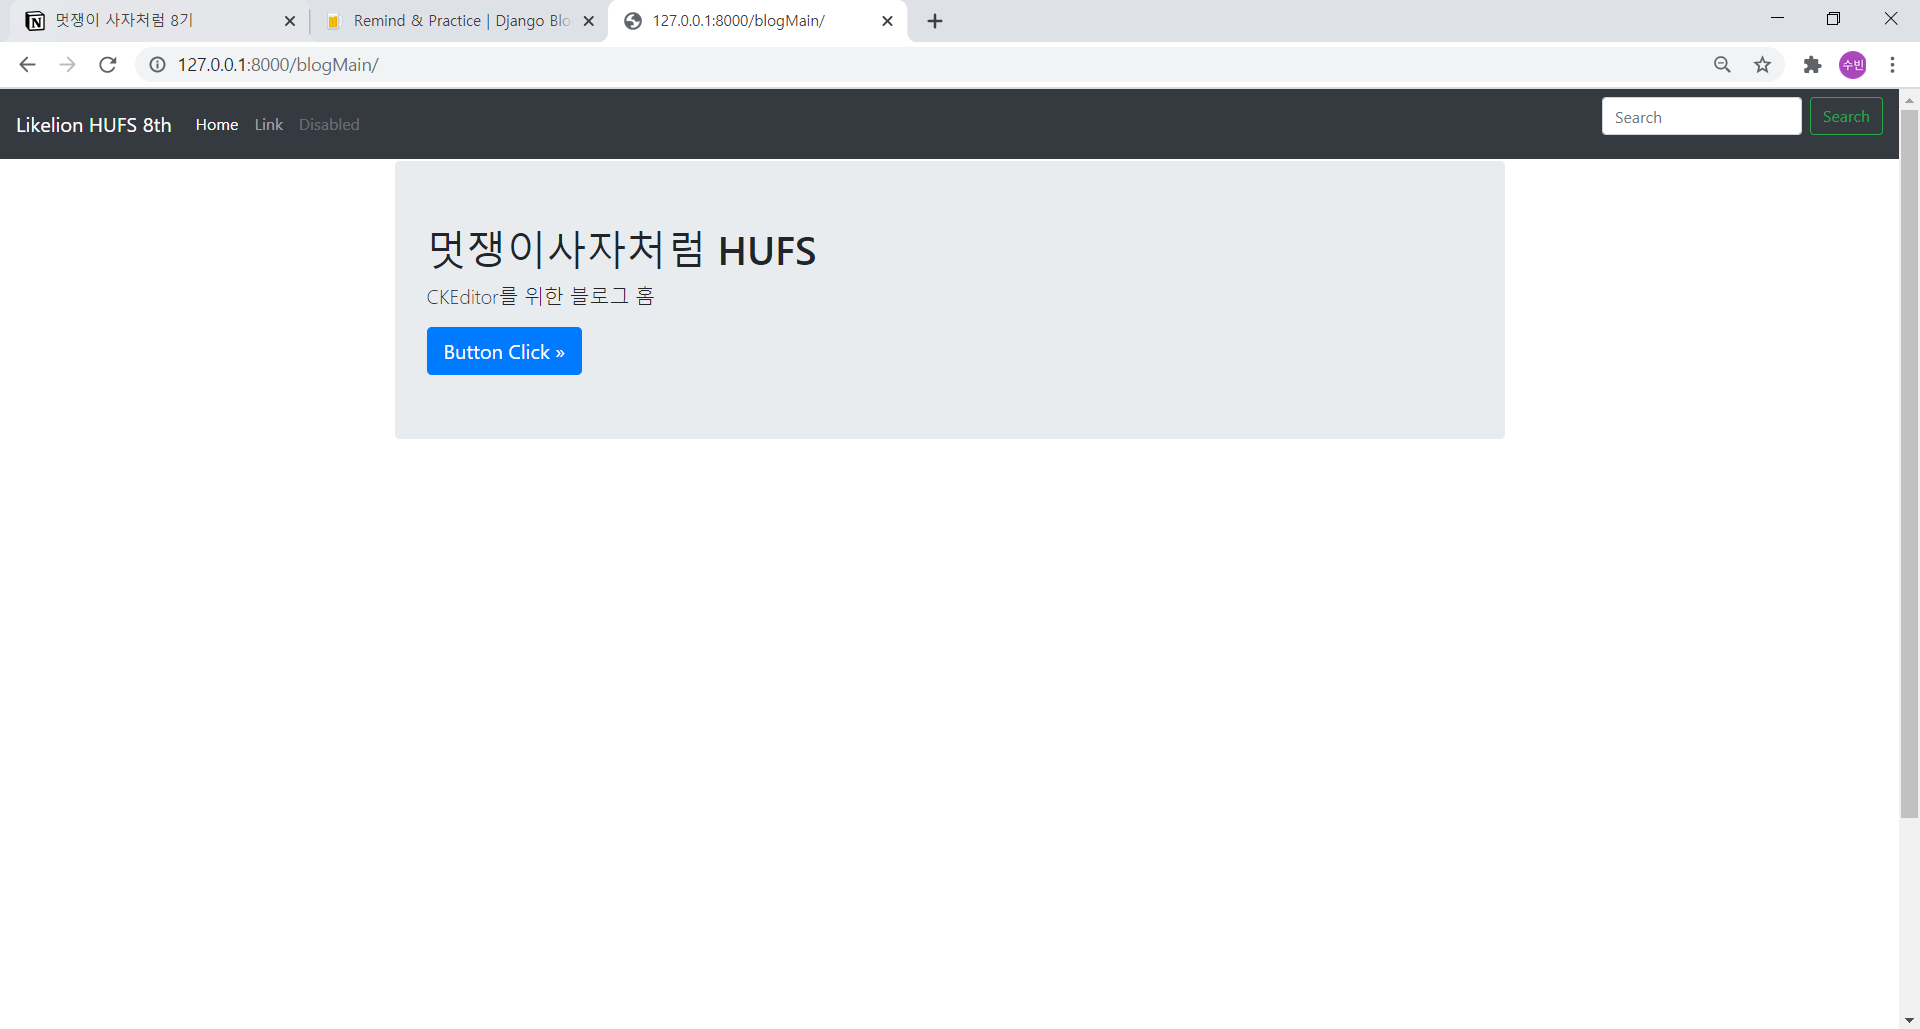 멋쟁이 사자처럼 8기
Remind & Practice | Django Blo
127.0.0.1:8000/blogMain/
127.0.0.1:8000/blogMain/
수빈
Likelion HUFS 8th Home Link Disabled Search Search
멋쟁이사자처럼 HUFS
CKEditor를 위한 블로그 홈
Button Click »